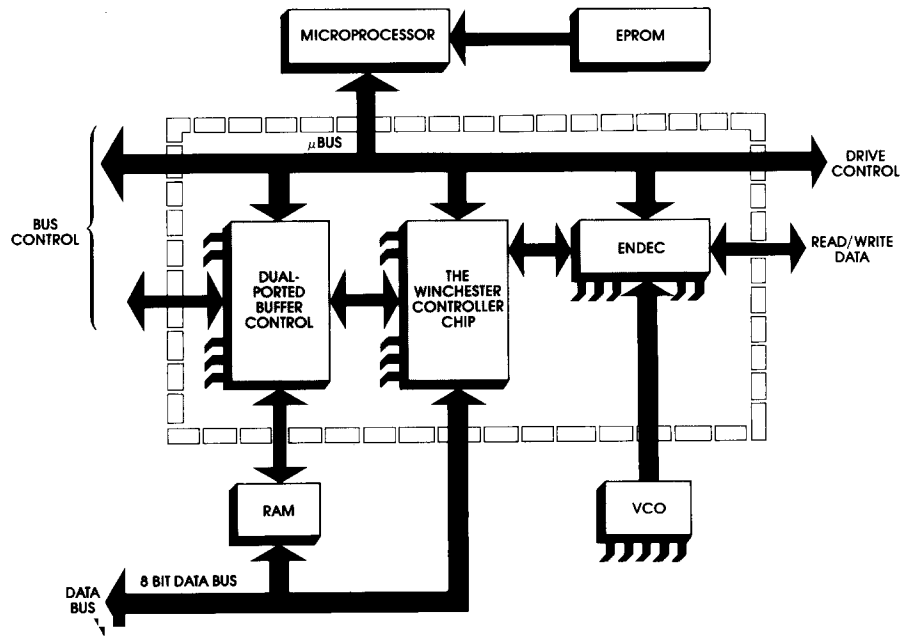 MICROPROCESSOR
EPROM
μBUS
DRIVE
CONTROL
BUS
CONTROL
DUAL-
PORTED
BUFFER
CONTROL
THE
WINCHESTER
CONTROLLER
CHIP
ENDEC
READ/WRITE
DATA
RAM
VCO
8 BIT DATA BUS
DATA
BUS